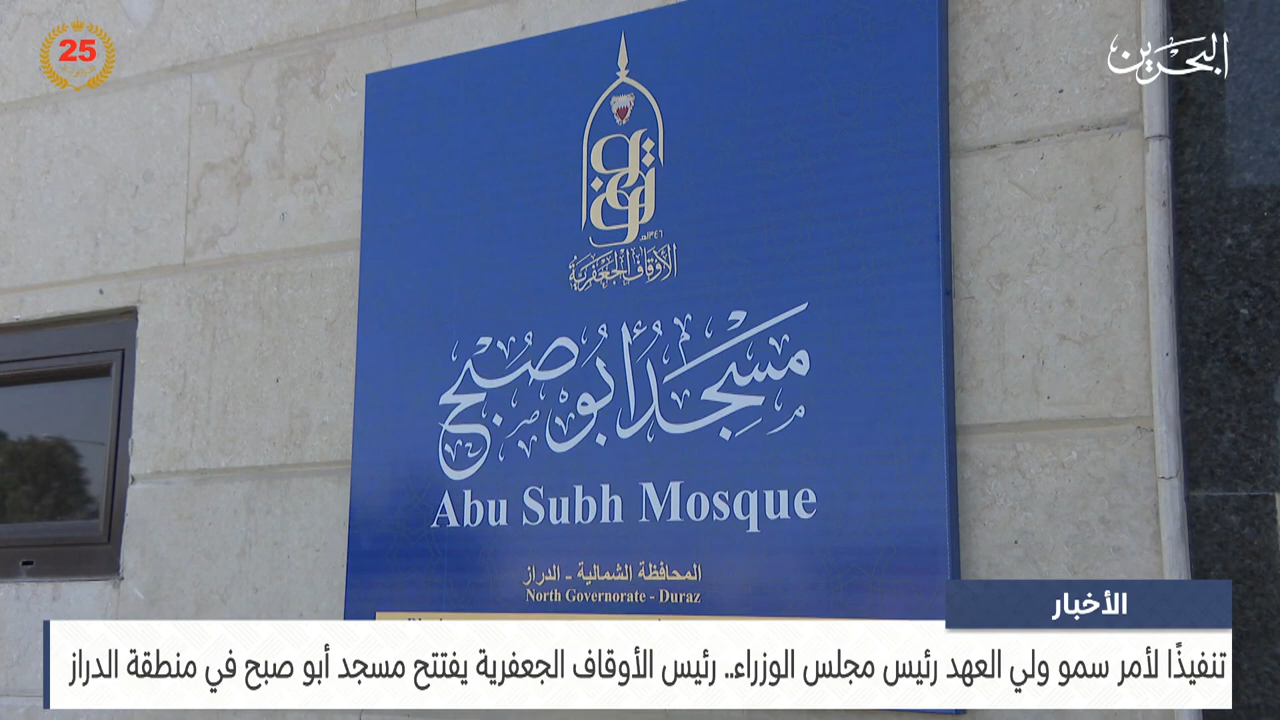 25
البحرين
١٣٤٦هـ
الأوقاف الجعفرية
مسجد أبو صبح
Abu Subh Mosque
المحافظة الشمالية - الدراز
North Governorate - Duraz
الأخبار
تنفيذًا لأمر سمو ولي العهد رئيس مجلس الوزراء.. رئيس الأوقاف الجعفرية يفتتح مسجد أبو صبح في منطقة الدراز